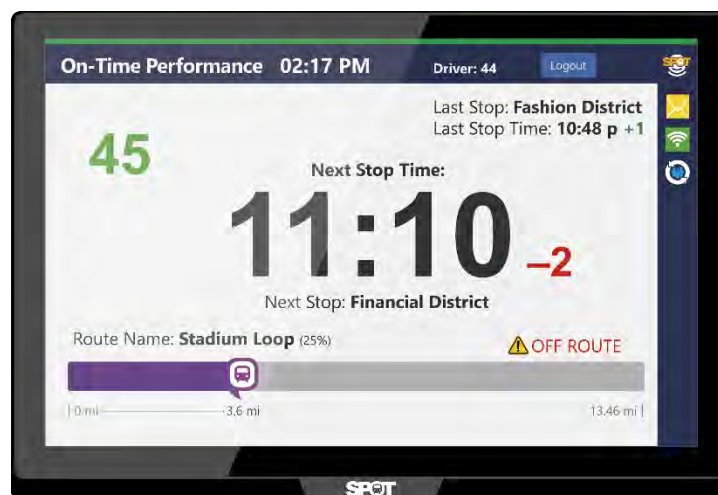 On-Time Performance 02:17 PM Driver: 44 Logout
SPOT
Last Stop: Fashion District
Last Stop Time: 10:48 p +1
45
Next Stop Time:
11:10 –2
Next Stop: Financial District
Route Name: Stadium Loop (25%)
OFF ROUTE
0 mi 3.6 mi 13.46 mi
SPOT